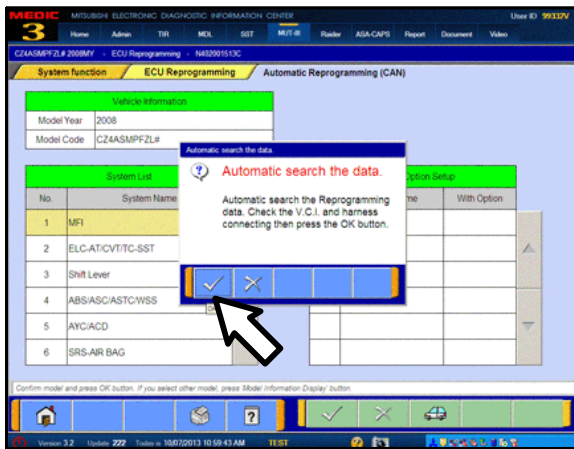 MEDIC MITSUBISHI ELECTRONIC DIAGNOSTIC INFORMATION CENTER User ID 99332V
3 Home Admin TIR MDL SST MUT-III Raider ASA-CAPS Report Document Video
CZ4ASMPFZL# 2008MY - ECU Reprogramming - N402001513C
System function ECU Reprogramming Automatic Reprogramming (CAN)
Vehicle Information
Model Year 2008
Model Code CZ4ASMPFZL#
Automatic search the data.
Automatic search the data.
Automatic search the Reprogramming
data. Check the V.C.I. and harness
connecting then press the OK button.
System List Option Setup
No. System Name With Option
1 MFI
2 ELC-AT/CVT/TC-SST
3 Shift Lever
4 ABS/ASC/ASTC/WSS
5 AYC/ACD
6 SRS-AIR BAG
Confirm model and press OK button. If you select other model, press 'Model Information Display' button.
?
Version 3.2 Update 222 Today is 10/07/2013 10:59:43 AM TEST